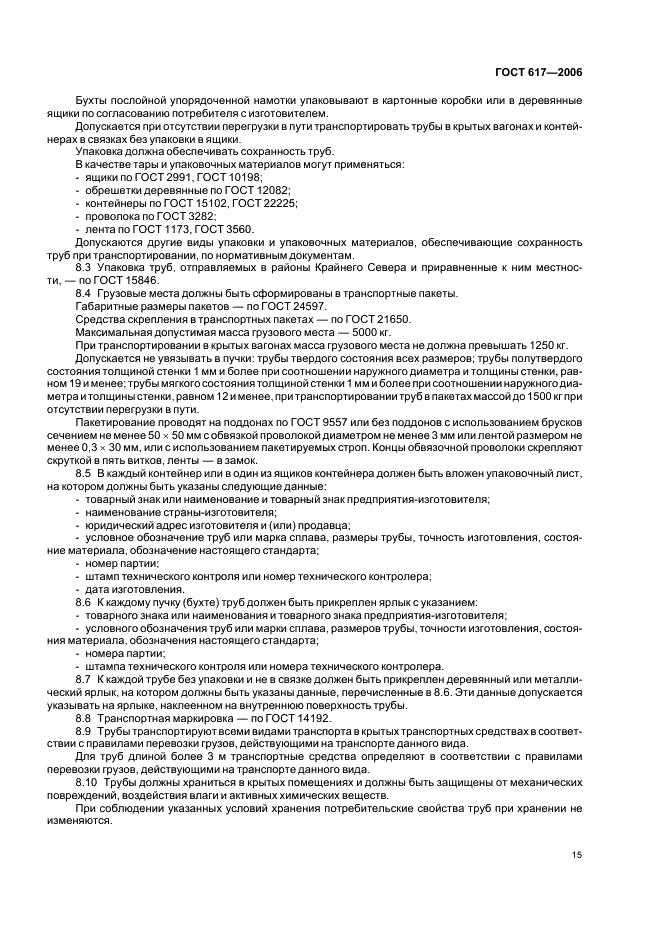 ГОСТ 617—2006
Бухты послойной упорядоченной намотки упаковывают в картонные коробки или в деревянные
ящики по согласованию потребителя с изготовителем.
Допускается при отсутствии перегрузки в пути транспортировать трубы в крытых вагонах и контей-
нерах в связках без упаковки в ящики.
Упаковка должна обеспечивать сохранность труб.
В качестве тары и упаковочных материалов могут применяться:
- ящики по ГОСТ 2991, ГОСТ 10198;
- обрешетки деревянные по ГОСТ 12082;
- контейнеры по ГОСТ 15102, ГОСТ 22225;
- проволока по ГОСТ 3282;
- лента по ГОСТ 1173, ГОСТ 3560.
Допускаются другие виды упаковки и упаковочных материалов, обеспечивающие сохранность
труб при транспортировании, по нормативным документам.
8.3 Упаковка труб, отправляемых в районы Крайнего Севера и приравненные к ним местнос-
ти, — по ГОСТ 15846.
8.4 Грузовые места должны быть сформированы в транспортные пакеты.
Габаритные размеры пакетов — по ГОСТ 24597.
Средства скрепления в транспортных пакетах — по ГОСТ 21650.
Максимальная допустимая масса грузового места — 5000 кг.
При транспортировании в крытых вагонах масса грузового места не должна превышать 1250 кг.
Допускается не увязывать в пучки: трубы твердого состояния всех размеров; трубы полутвердого
состояния толщиной стенки 1 мм и более при соотношении наружного диаметра и толщины стенки, рав-
ном 19 и менее; трубы мягкого состояния толщиной стенки 1 мм и более при соотношении наружного диа-
метра и толщины стенки, равном 12 и менее, при транспортировании труб в пакетах массой до 1500 кг при
отсутствии перегрузки в пути.
Пакетирование проводят на поддонах по ГОСТ 9557 или без поддонов с использованием брусков
сечением не менее 50 × 50 мм с обвязкой проволокой диаметром не менее 3 мм или лентой размером не
менее 0,3 × 30 мм, или с использованием пакетируемых строп. Концы обвязочной проволоки скрепляют
скруткой в пять витков, ленты — в замок.
8.5 В каждый контейнер или в один из ящиков контейнера должен быть вложен упаковочный лист,
на котором должны быть указаны следующие данные:
- товарный знак или наименование и товарный знак предприятия-изготовителя;
- наименование страны-изготовителя;
- юридический адрес изготовителя и (или) продавца;
- условное обозначение труб или марка сплава, размеры трубы, точность изготовления, состоя-
ние материала, обозначение настоящего стандарта;
- номер партии;
- штамп технического контроля или номер технического контролера;
- дата изготовления.
8.6 К каждому пучку (бухте) труб должен быть прикреплен ярлык с указанием:
- товарного знака или наименования и товарного знака предприятия-изготовителя;
- условного обозначения труб или марки сплава, размеров трубы, точности изготовления, состоя-
ния материала, обозначения настоящего стандарта;
- номера партии;
- штампа технического контроля или номера технического контролера.
8.7 К каждой трубе без упаковки и не в связке должен быть прикреплен деревянный или металли-
ческий ярлык, на котором должны быть указаны данные, перечисленные в 8.6. Эти данные допускается
указывать на ярлыке, наклеенном на внутреннюю поверхность трубы.
8.8 Транспортная маркировка — по ГОСТ 14192.
8.9 Трубы транспортируют всеми видами транспорта в крытых транспортных средствах в соответ-
ствии с правилами перевозки грузов, действующими на транспорте данного вида.
Для труб длиной более 3 м транспортные средства определяют в соответствии с правилами
перевозки грузов, действующими на транспорте данного вида.
8.10 Трубы должны храниться в крытых помещениях и должны быть защищены от механических
повреждений, воздействия влаги и активных химических веществ.
При соблюдении указанных условий хранения потребительские свойства труб при хранении не
изменяются.
15